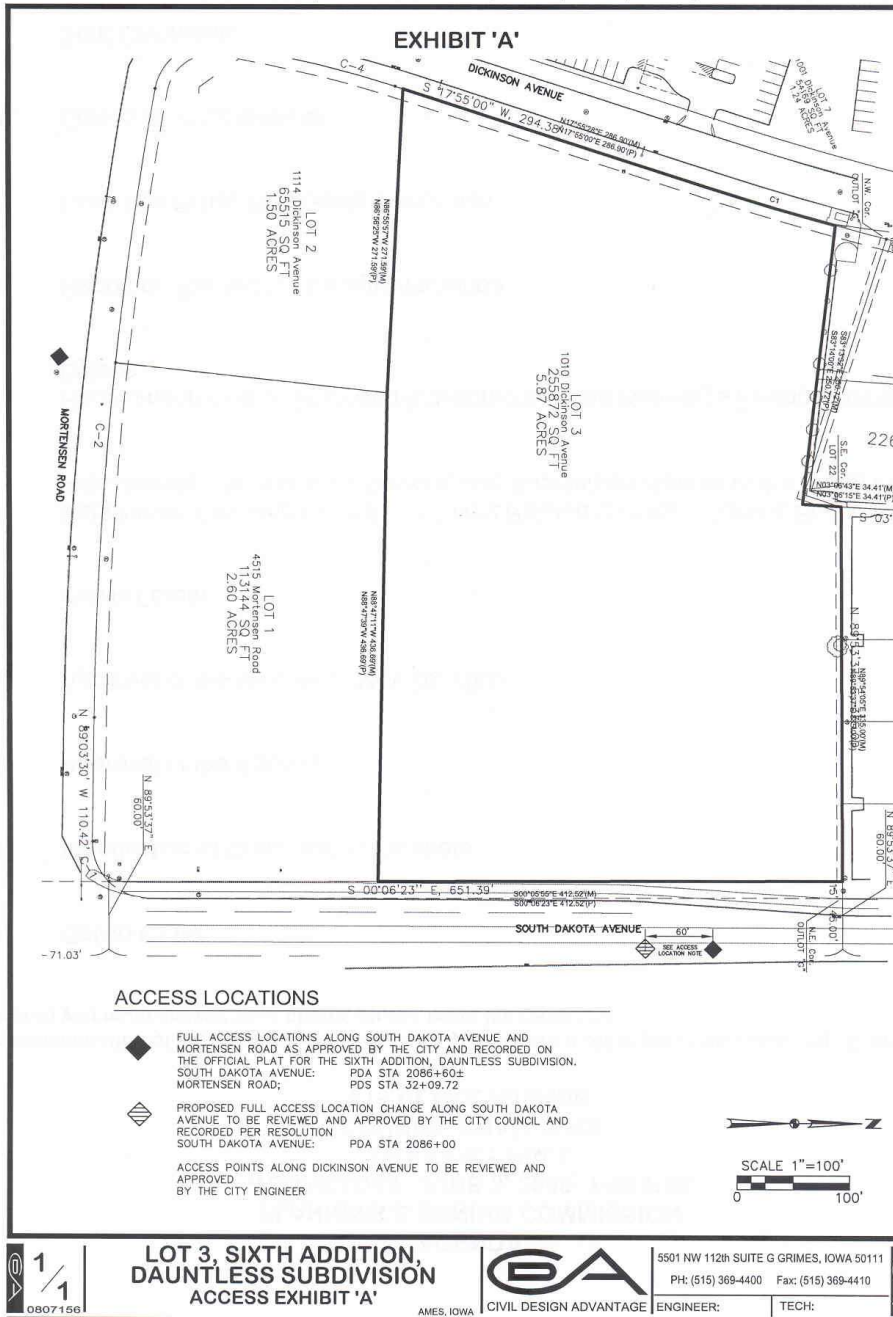 EXHIBIT 'A'
C-4
DICKINSON AVENUE
S 17°55'00" W, 294.38'
N17°55'28"E 286.90'(M)
N17°55'00"E 286.90'(P)
LOT 7
1001 Dickinson Avenue
54169 SQ FT
1.24 ACRES
C1
N.W. Cor.
OUTLOT
LOT 2
1114 Dickinson Avenue
65515 SQ FT
1.50 ACRES
N86°55'57"W 271.59'(M)
N86°56'25"W 271.59'(P)
LOT 3
1010 Dickinson Avenue
255872 SQ FT
5.87 ACRES
226
S.E. Cor.
LOT 22
N03°06'43"E 34.41'(M
N03°06'15"E 34.41'(P)
S 03°
MORTENSEN ROAD
C-2
LOT 1
4515 Mortensen Road
113144 SQ FT
2.60 ACRES
N88°47'11"W 436.69'(M)
N88°47'39"W 436.69'(P)
N 89°03'30" W 110.42'
N 89°53'37" E
60.00'
N 89°53'37" E
60.00'
S 00°06'23" E, 651.39'
S00°05'55"E 412.52'(M)
S00°06'23"E 412.52'(P)
SOUTH DAKOTA AVENUE
60'
SEE ACCESS
LOCATION NOTE
N.E. Cor.
OUTLOT "G"
71.03'
ACCESS LOCATIONS
FULL ACCESS LOCATIONS ALONG SOUTH DAKOTA AVENUE AND
MORTENSEN ROAD AS APPROVED BY THE CITY AND RECORDED ON
THE OFFICIAL PLAT FOR THE SIXTH ADDITION, DAUNTLESS SUBDIVISION.
SOUTH DAKOTA AVENUE: PDA STA 2086+60±
MORTENSEN ROAD; PDS STA 32+09.72
PROPOSED FULL ACCESS LOCATION CHANGE ALONG SOUTH DAKOTA
AVENUE TO BE REVIEWED AND APPROVED BY THE CITY COUNCIL AND
RECORDED PER RESOLUTION
SOUTH DAKOTA AVENUE: PDA STA 2086+00
ACCESS POINTS ALONG DICKINSON AVENUE TO BE REVIEWED AND
APPROVED
BY THE CITY ENGINEER
Z
SCALE 1"=100'
0 100'
1/1
0807156
LOT 3, SIXTH ADDITION,
DAUNTLESS SUBDIVISION
ACCESS EXHIBIT 'A'
AMES, IOWA
CDA
CIVIL DESIGN ADVANTAGE
5501 NW 112th SUITE G GRIMES, IOWA 50111
PH: (515) 369-4400 Fax: (515) 369-4410
ENGINEER:
TECH: